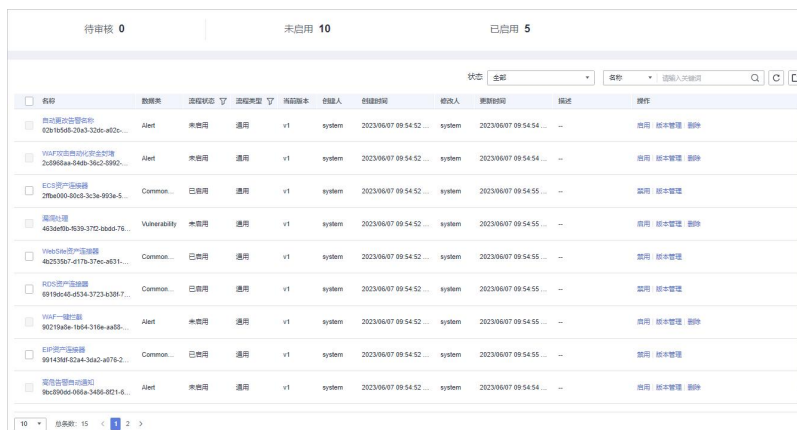 待审核 0 未启用 10 已启用 5
状态 全部 名称 请输入关键词
名称 数据类 流程状态 流程类型 当前版本 创建人 创建时间 修改人 更新时间 描述 操作
自动更改告警名称
02b1b5d8-20a3-32dc-a02c-... Alert 未启用 通用 v1 system 2023/06/07 09:54:52 ... system 2023/06/07 09:54:54 ... -- 启用 版本管理 删除
WAF攻击自动化安全封堵
2c8968aa-84db-36c2-8992-... Alert 未启用 通用 v1 system 2023/06/07 09:54:52 ... system 2023/06/07 09:54:54 ... -- 启用 版本管理 删除
ECS资产连接器
2ffbe000-80c8-3c3e-993e-5... Common... 已启用 通用 v1 system 2023/06/07 09:54:52 ... system 2023/06/07 09:54:55 ... -- 禁用 版本管理
漏洞处理
463def0b-f639-37f2-bbdd-76... Vulnerability 未启用 通用 v1 system 2023/06/07 09:54:52 ... system 2023/06/07 09:54:55 ... -- 启用 版本管理 删除
WebSite资产连接器
4b2535b7-d17b-37ec-a631-... Common... 已启用 通用 v1 system 2023/06/07 09:54:52 ... system 2023/06/07 09:54:55 ... -- 禁用 版本管理
RDS资产连接器
6919dc48-d534-3723-b38f-7... Common... 已启用 通用 v1 system 2023/06/07 09:54:52 ... system 2023/06/07 09:54:55 ... -- 禁用 版本管理
WAF一键拦截
90219a8e-1b64-316e-aa88-... Alert 未启用 通用 v1 system 2023/06/07 09:54:52 ... system 2023/06/07 09:54:55 ... -- 启用 版本管理 删除
EIP资产连接器
99143fdf-82a4-3da2-a076-2... Common... 已启用 通用 v1 system 2023/06/07 09:54:52 ... system 2023/06/07 09:54:55 ... -- 禁用 版本管理
高危告警自动通知
9bc890dd-066a-3486-8f21-6... Alert 未启用 通用 v1 system 2023/06/07 09:54:52 ... system 2023/06/07 09:54:54 ... -- 启用 版本管理 删除
10 总条数: 15 < 1 2 >